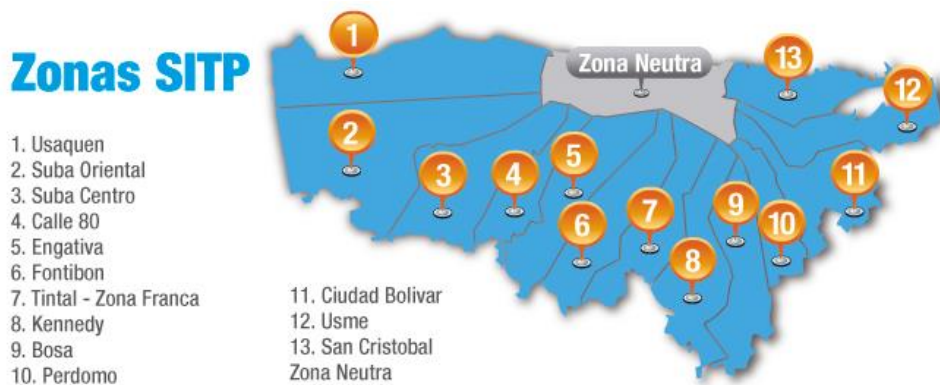 Zonas SITP
1. Usaquen
2. Suba Oriental
3. Suba Centro
4. Calle 80
5. Engativa
6. Fontibon
7. Tintal - Zona Franca
8. Kennedy
9. Bosa
10. Perdomo
11. Ciudad Bolivar
12. Usme
13. San Cristobal
Zona Neutra
1
Zona Neutra
13
12
2
3
4
5
6
7
8
9
10
11